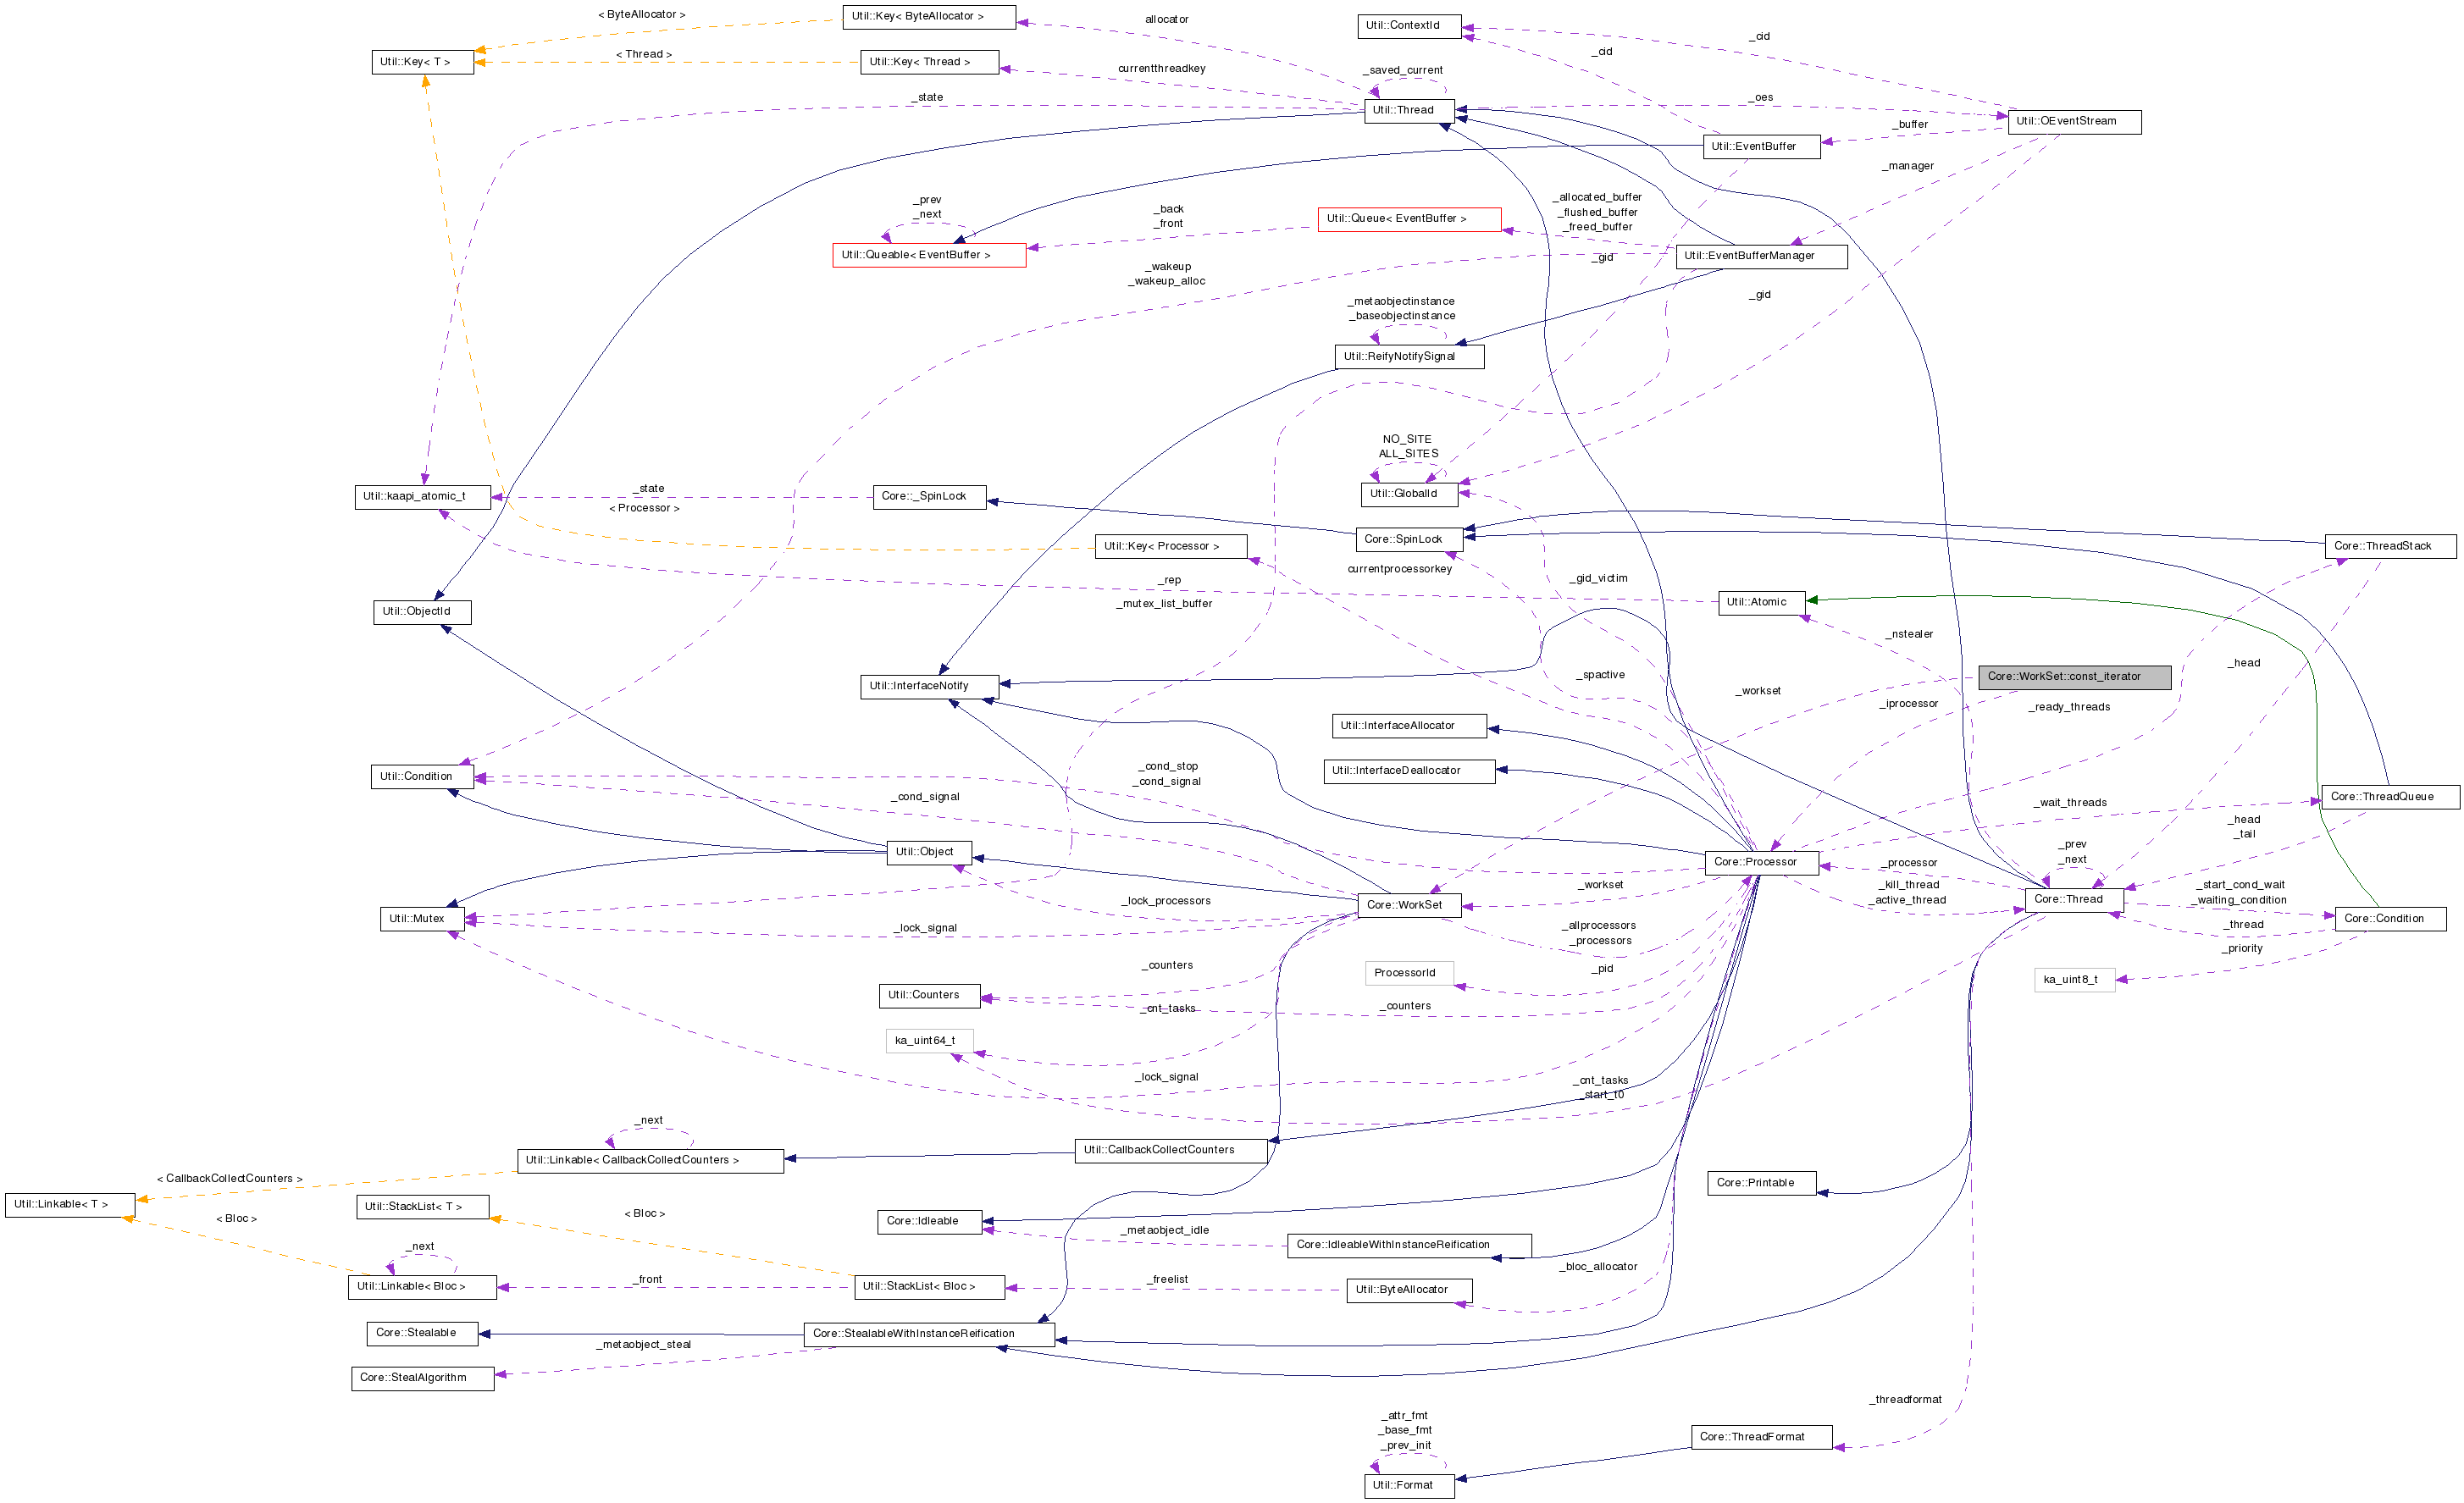 < ByteAllocator >
Util::Key< ByteAllocator >
allocator
Util::ContextId
_cid
_cid
Util::Key< T >
< Thread >
Util::Key< Thread >
currentthreadkey
_saved_current
_state
Util::Thread
_oes
Util::OEventStream
_buffer
Util::EventBuffer
_manager
_prev
_next
_back
_front
Util::Queue< EventBuffer >
_allocated_buffer
_flushed_buffer
_freed_buffer
Util::Queable< EventBuffer >
Util::EventBufferManager
_gid
_gid
_wakeup
_wakeup_alloc
_metaobjectinstance
_baseobjectinstance
Util::ReifyNotifySignal
NO_SITE
ALL_SITES
Util::GlobalId
Util::kaapi_atomic_t
_state
< Processor >
Core::_SpinLock
Core::SpinLock
Util::Key< Processor >
currentprocessorkey
Core::ThreadStack
_gid_victim
_rep
_mutex_list_buffer
Util::Atomic
Util::ObjectId
_nstealer
_head
Util::InterfaceNotify
_spactive
_workset
Core::WorkSet::const_iterator
_iprocessor
_ready_threads
Util::InterfaceAllocator
Util::InterfaceDeallocator
Util::Condition
_cond_stop
_cond_signal
_cond_signal
_wait_threads
Core::ThreadQueue
_head
_tail
Util::Object
Core::Processor
_processor
_prev
_next
_kill_thread
_active_thread
Core::Thread
_start_cond_wait
_waiting_condition
Core::Condition
_thread
_priority
_workset
Core::WorkSet
_lock_processors
Util::Mutex
_lock_signal
_allprocessors
_processors
_counters
ProcessorId
_pid
ka_uint8_t
Util::Counters
_cnt_tasks
_counters
ka_uint64_t
_lock_signal
_cnt_tasks
_start_t0
_next
Util::Linkable< CallbackCollectCounters >
Util::CallbackCollectCounters
< CallbackCollectCounters >
Util::Linkable< T >
Util::StackList< T >
< Bloc >
< Bloc >
Core::Printable
Core::Idleable
_metaobject_idle
Core::IdleableWithInstanceReification
_next
Util::Linkable< Bloc >
_front
Util::StackList< Bloc >
_freelist
Util::ByteAllocator
_bloc_allocator
Core::Stealable
Core::StealableWithInstanceReification
_metaobject_steal
Core::StealAlgorithm
_threadformat
_attr_fmt
_base_fmt
_prev_init
Core::ThreadFormat
Util::Format